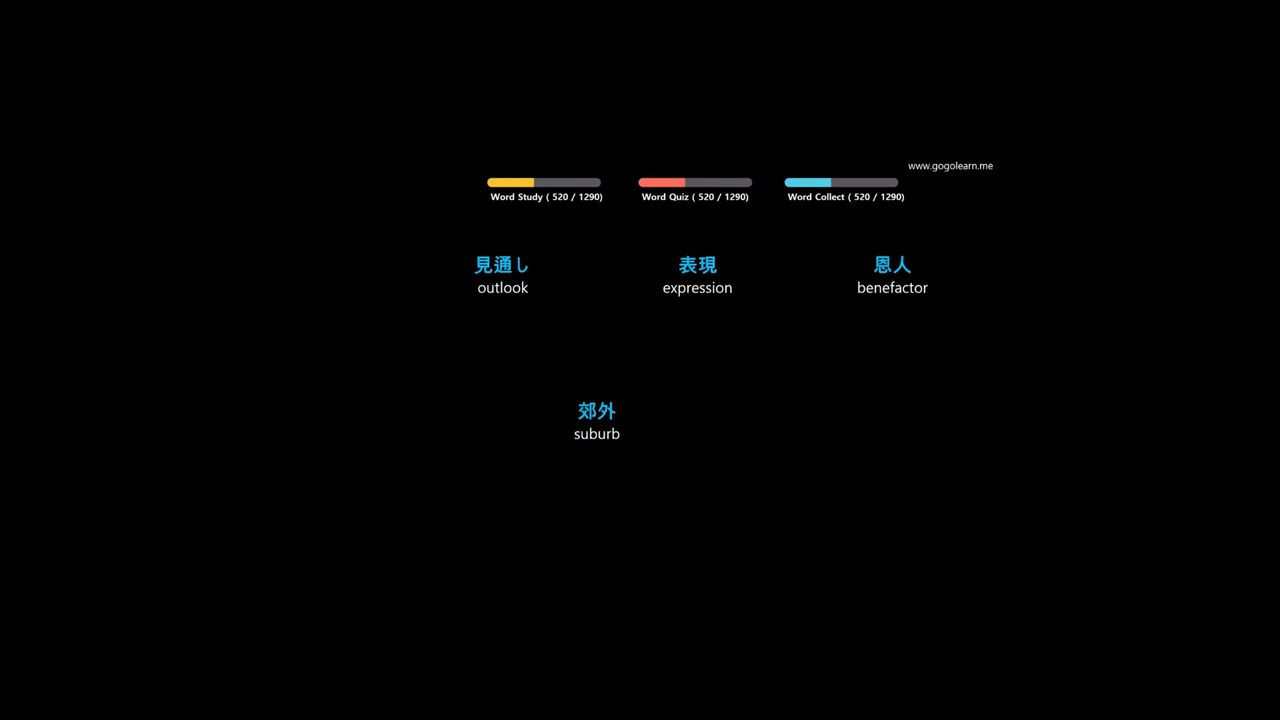 www.gogolearn.me
Word Study ( 520 / 1290)
Word Quiz ( 520 / 1290)
Word Collect ( 520 / 1290)
見通し
outlook
表現
expression
恩人
benefactor
郊外
suburb